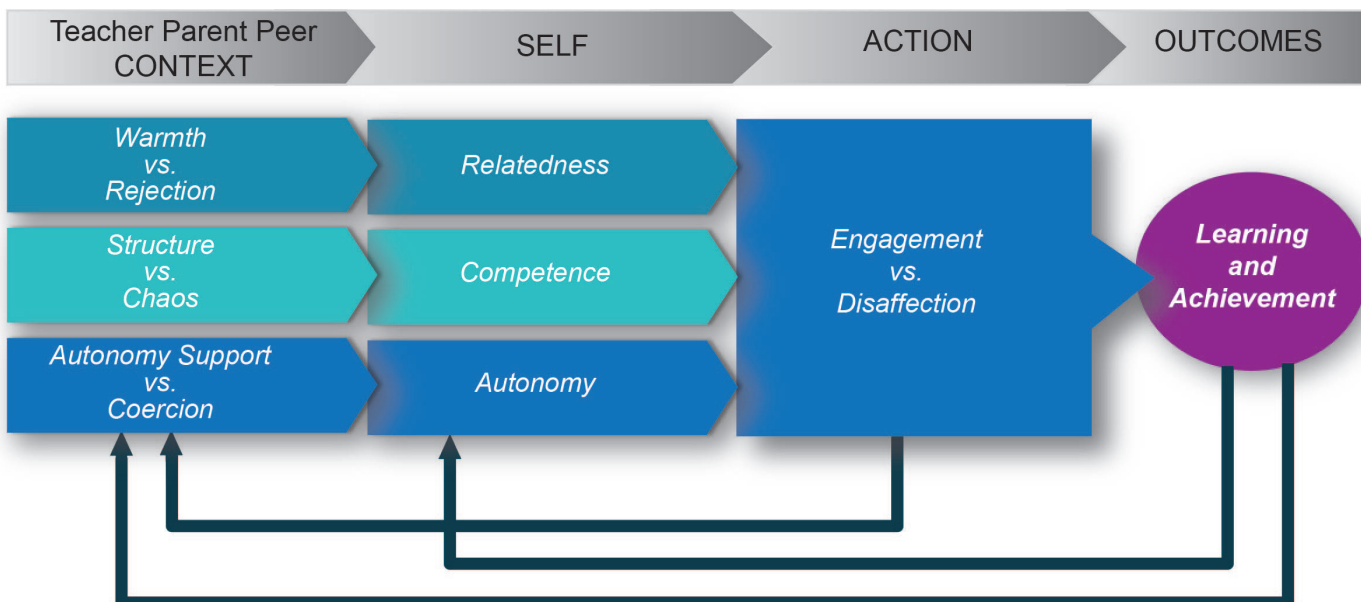 Teacher Parent Peer
CONTEXT
SELF
ACTION
OUTCOMES
Warmth
vs.
Rejection
Relatedness
Structure
vs.
Chaos
Competence
Autonomy Support
vs.
Coercion
Autonomy
Engagement
vs.
Disaffection
Learning
and
Achievement